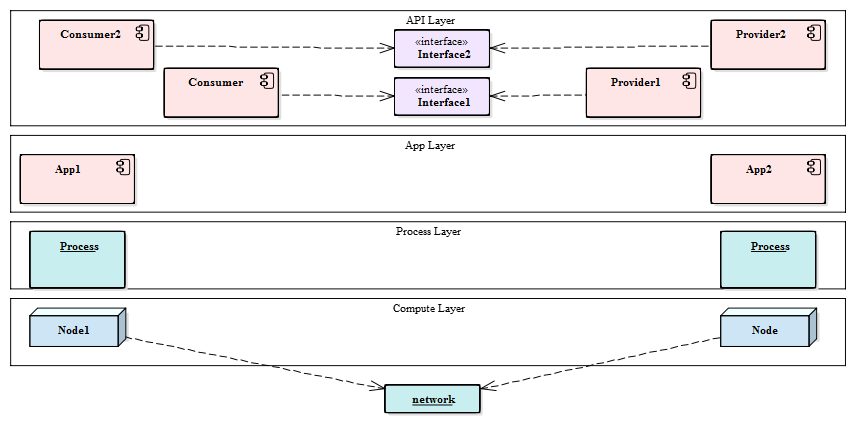 API Layer
Consumer2
«interface»
Interface2
Provider2
Consumer
«interface»
Interface1
Provider1
App Layer
App1
App2
Process Layer
Process
Process
Compute Layer
Node1
Node
network